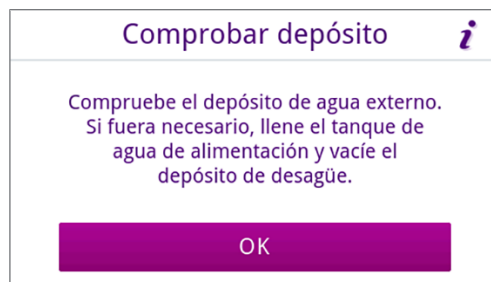 Comprobar depósito i
Compruebe el depósito de agua externo.
Si fuera necesario, llene el tanque de
agua de alimentación y vacíe el
depósito de desagüe.
OK